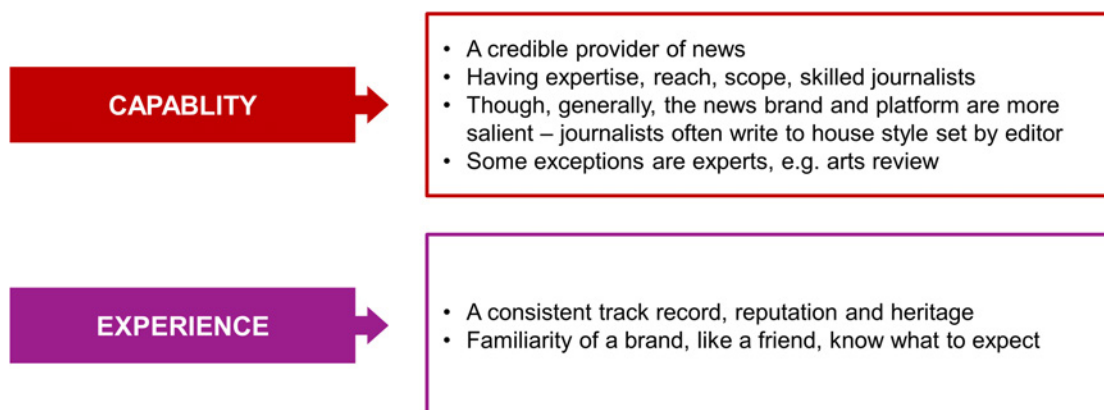 CAPABLITY
• A credible provider of news
• Having expertise, reach, scope, skilled journalists
• Though, generally, the news brand and platform are more
salient – journalists often write to house style set by editor
• Some exceptions are experts, e.g. arts review
EXPERIENCE
• A consistent track record, reputation and heritage
• Familiarity of a brand, like a friend, know what to expect